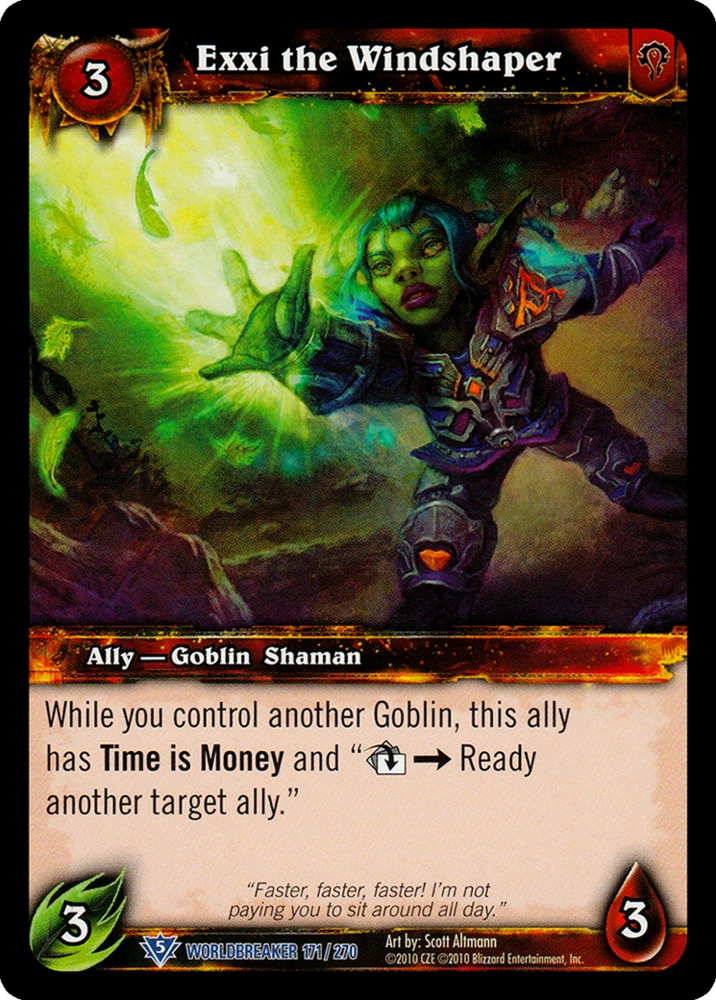 3
Exxi the Windshaper
Ally — Goblin Shaman
While you control another Goblin, this ally
has Time is Money and “ → Ready
another target ally.”
“Faster, faster, faster! I'm not
paying you to sit around all day.”
3
5 WORLDBREAKER 171/270
Art by: Scott Altmann
©2010 CZE ©2010 Blizzard Entertainment, Inc.
3